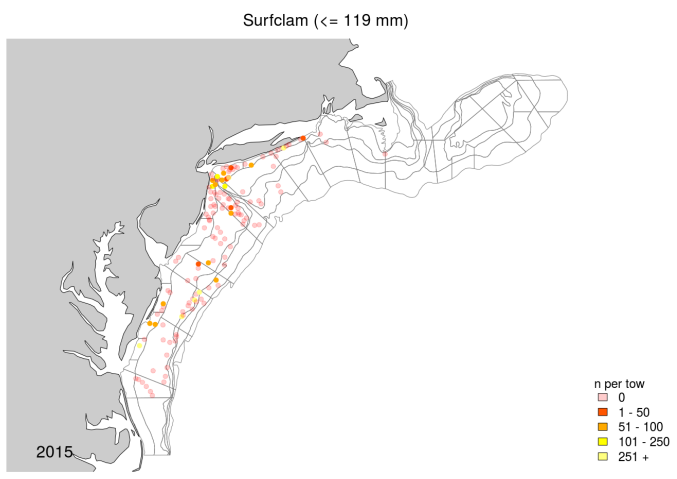 Surfclam (<= 119 mm)
2015
n per tow
0
1 - 50
51 - 100
101 - 250
251 +